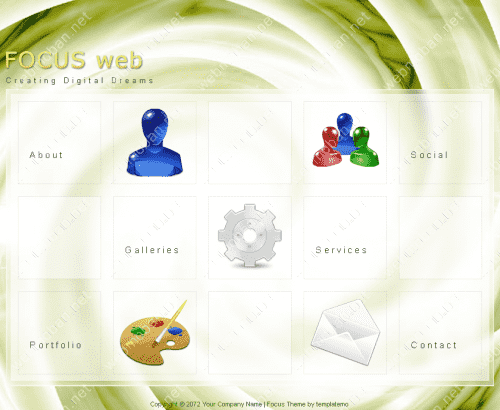 FOCUS web
Creating Digital Dreams
About
Social
Galleries
Services
Portfolio
Contact
Copyright © 2072 Your Company Name | Focus Theme by templatemo